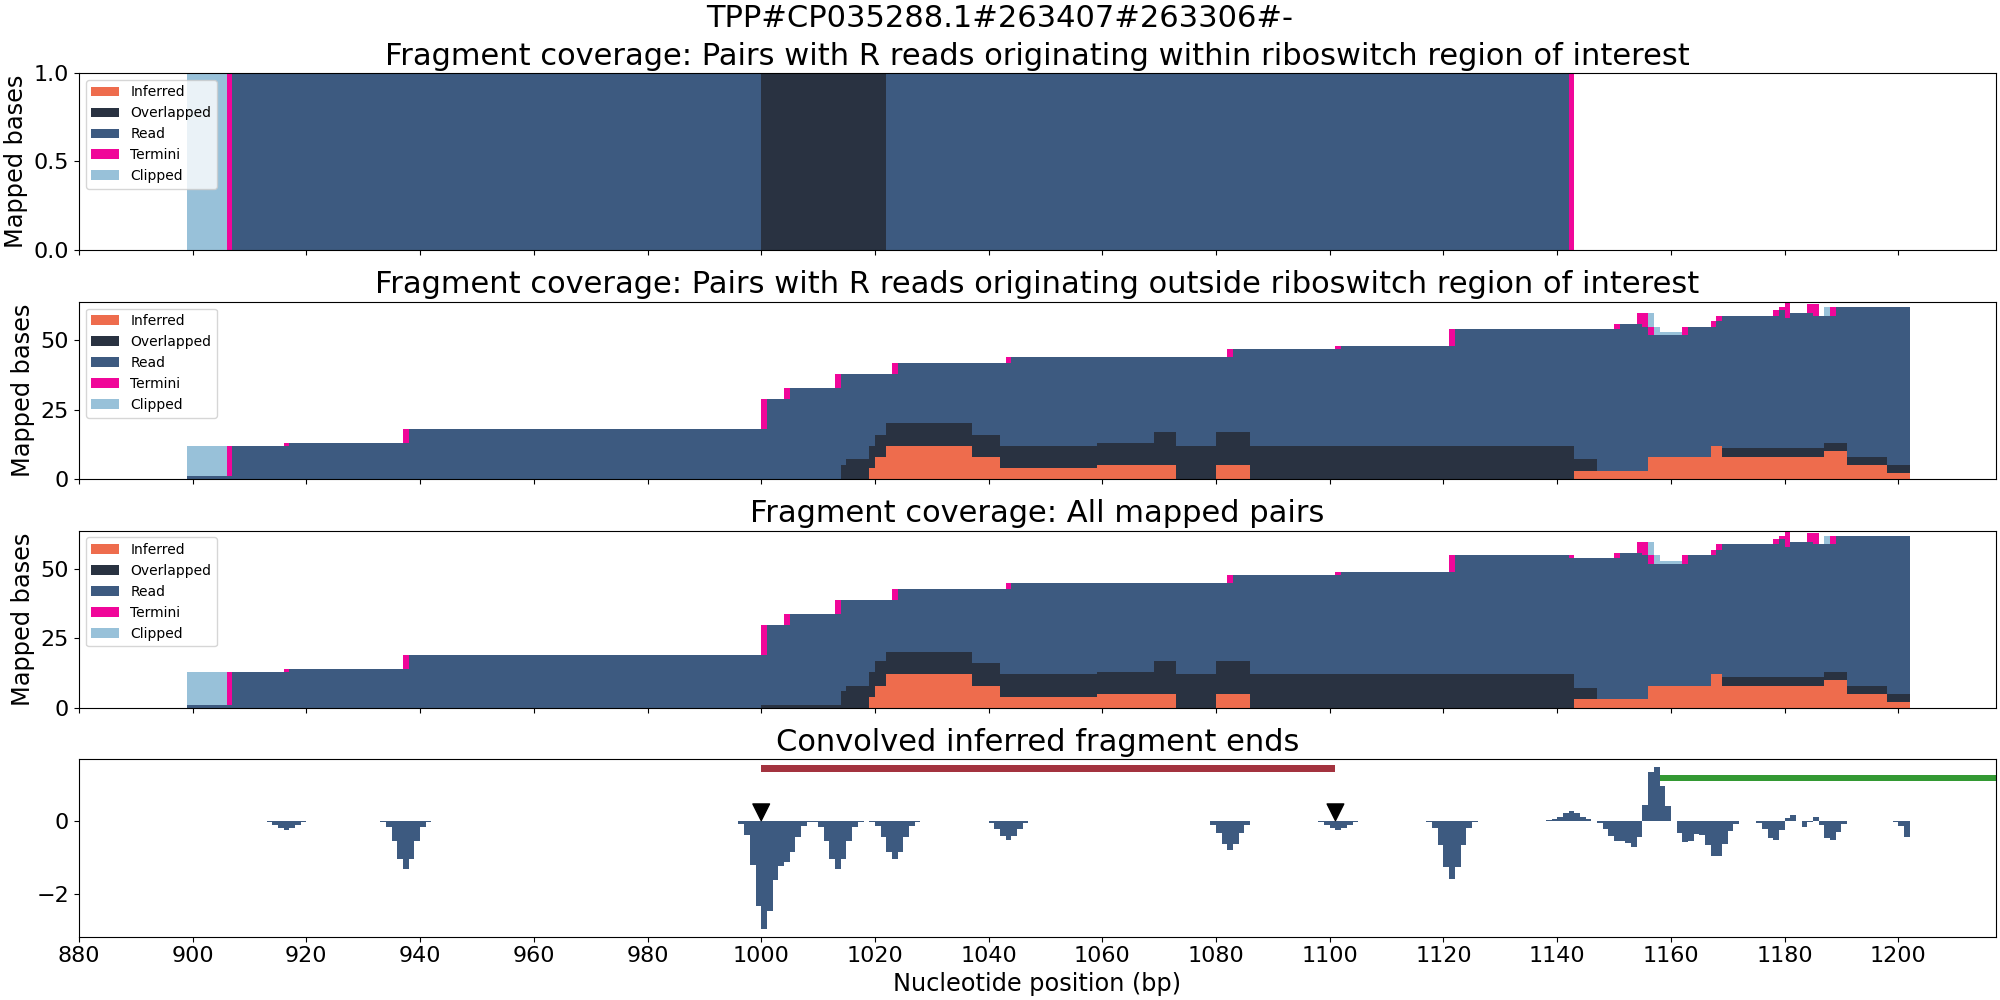 TPP#CP035288.1#263407#263306#-
Fragment coverage: Pairs with R reads originating within riboswitch region of interest
Mapped bases
1.0
0.5
0.0
Inferred
Overlapped
Read
Termini
Clipped
Fragment coverage: Pairs with R reads originating outside riboswitch region of interest
Mapped bases
50
25
0
Inferred
Overlapped
Read
Termini
Clipped
Fragment coverage: All mapped pairs
Mapped bases
50
25
0
Inferred
Overlapped
Read
Termini
Clipped
Convolved inferred fragment ends
0
−2
880 900 920 940 960 980 1000 1020 1040 1060 1080 1100 1120 1140 1160 1180 1200
Nucleotide position (bp)